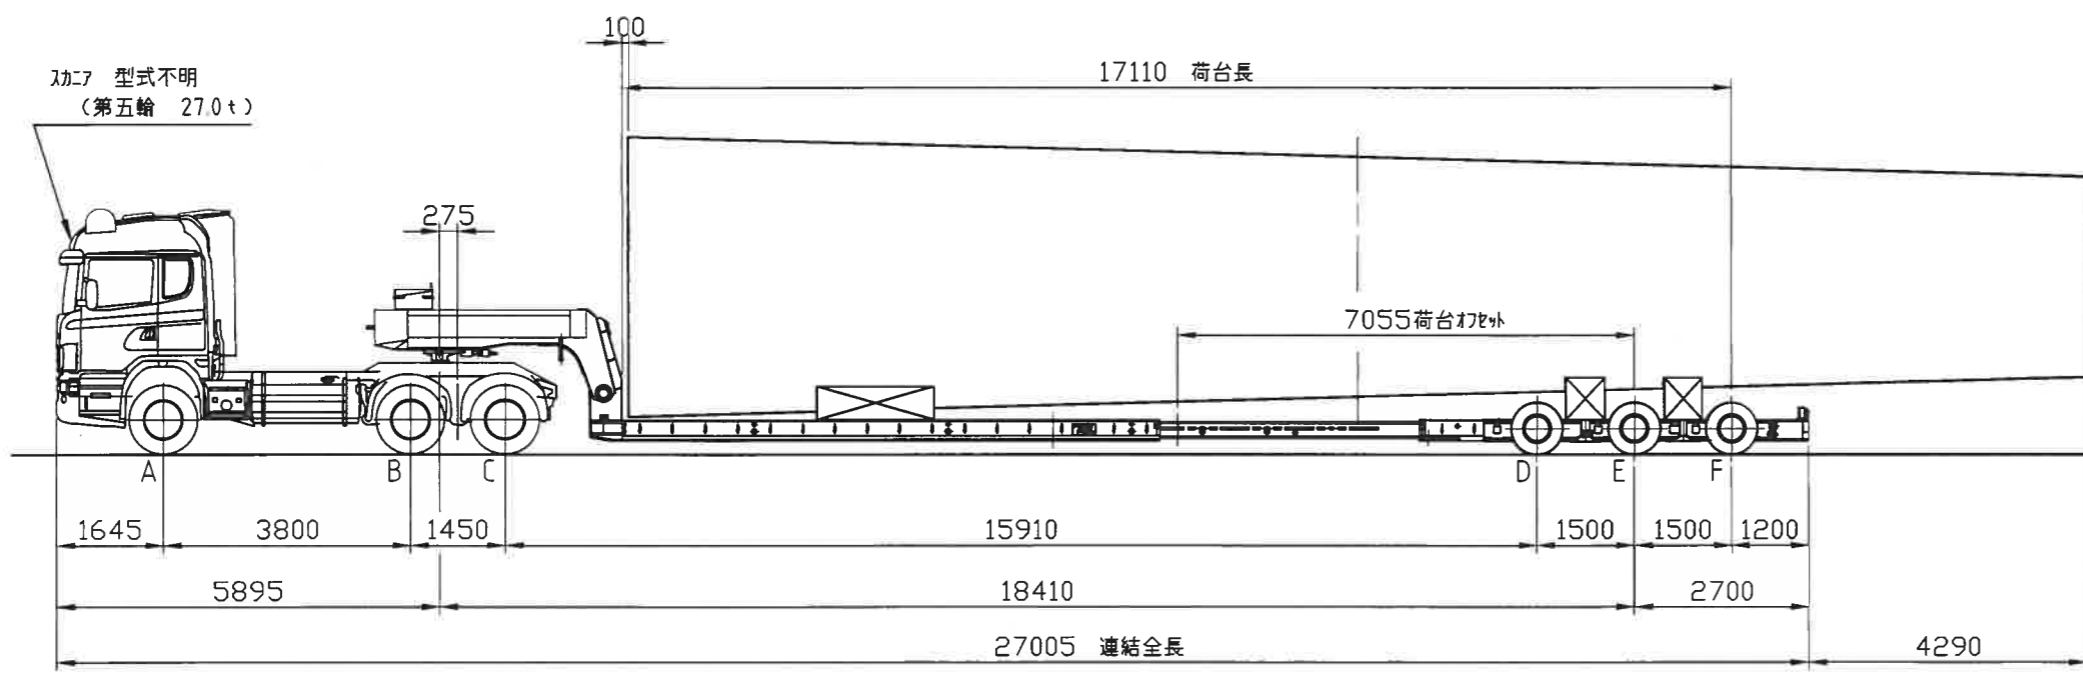 100
17110 荷台長
スカニア 型式不明
(第五輪 27.0t)
275
7055荷台オフセット
A
B
C
D
E
F
1645
3800
1450
15910
1500
1500
1200
5895
18410
2700
27005 連結全長
4290